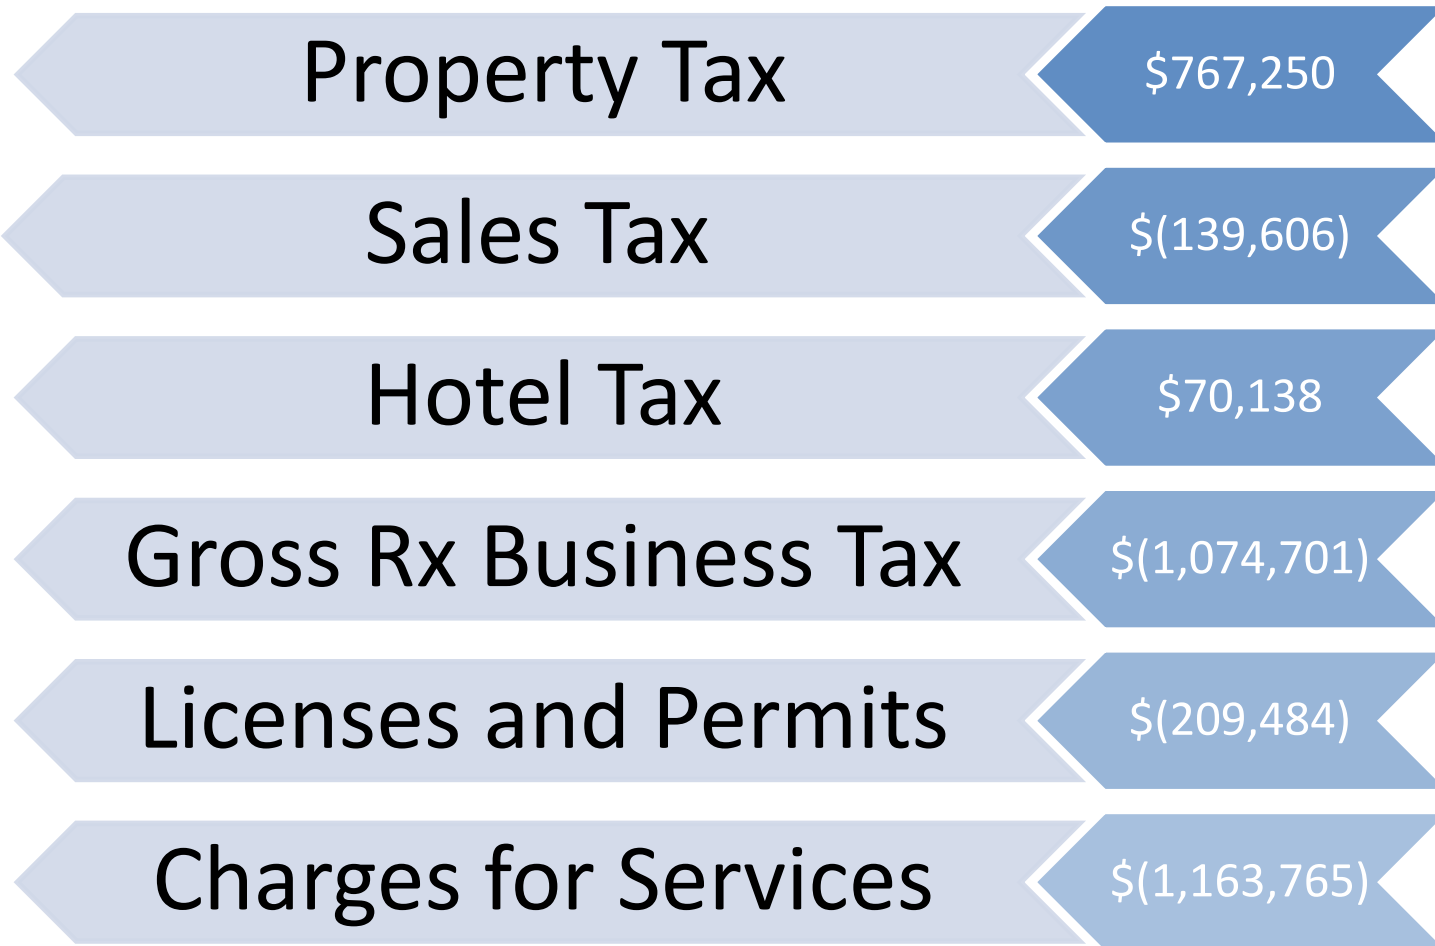 Property Tax $767,250
Sales Tax $(139,606)
Hotel Tax $70,138
Gross Rx Business Tax $(1,074,701)
Licenses and Permits $(209,484)
Charges for Services $(1,163,765)